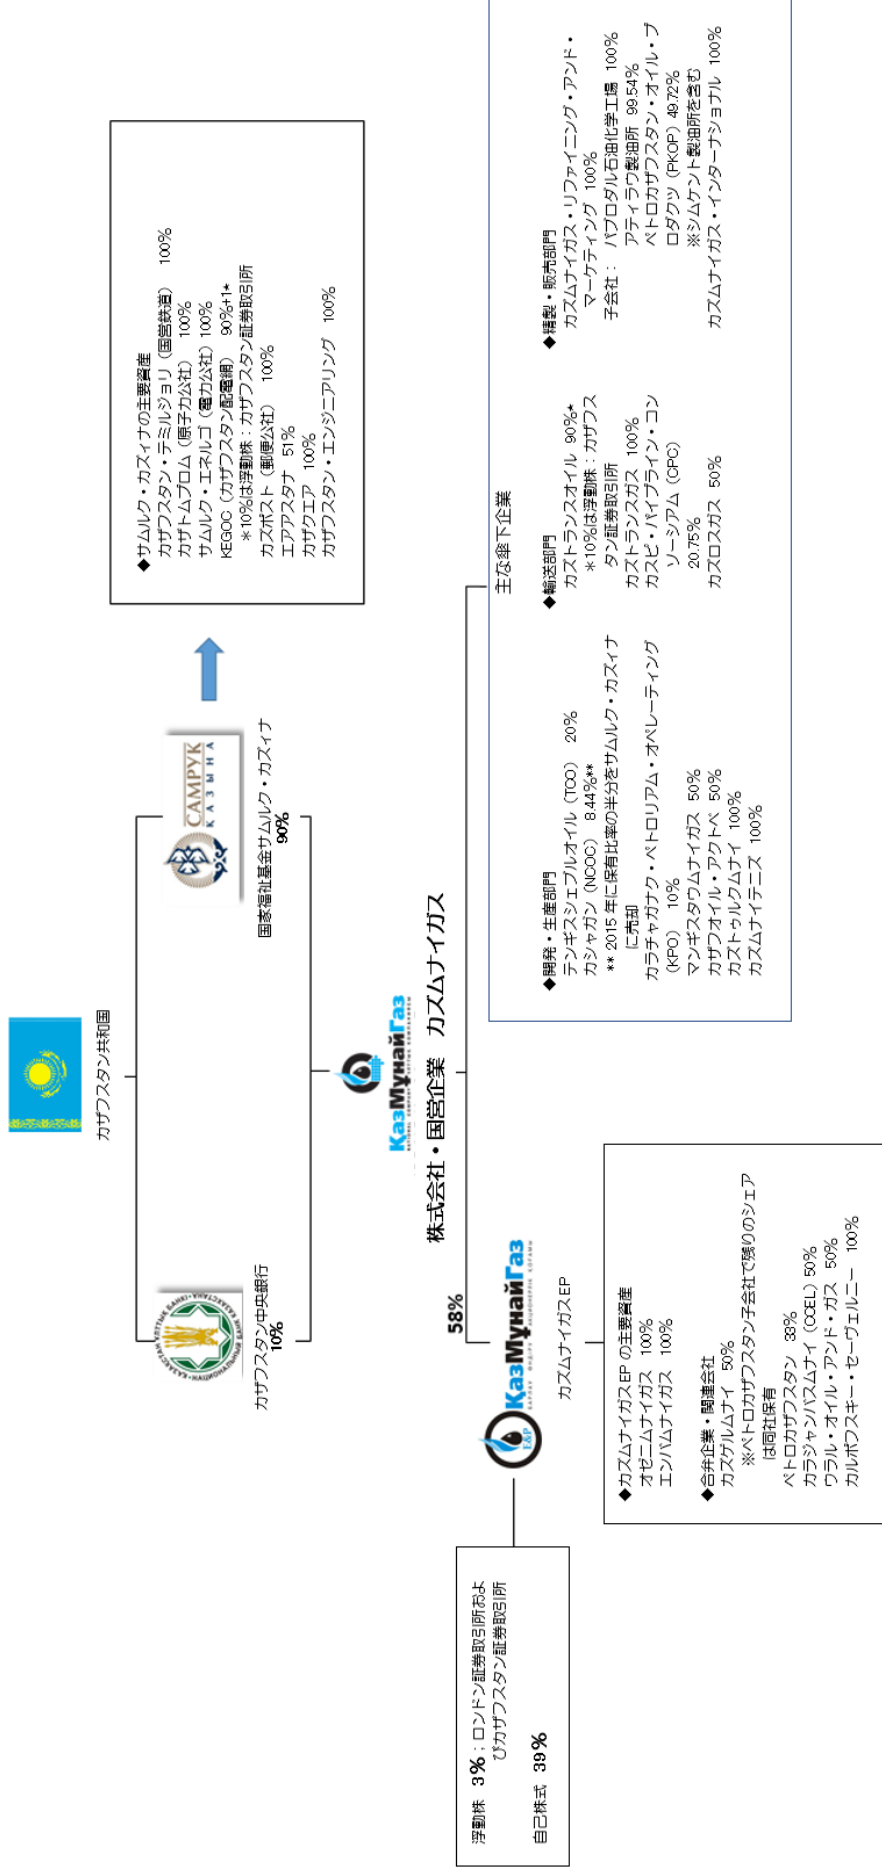 カザフスタン共和国
ҚАЗАҚСТАН ҰЛТТЫҚ БАНКІ
カザフスタン中央銀行
10%
САМРУК
ҚАЗЫНА
国家福祉基金サムルク・カズィナ
90%
◆サムルク・カズィナの主要資産
カザフスタン・テミルジョリ（国営鉄道） 100%
カザトムプロム（原子力公社） 100%
サムルク・エネルゴ（電力公社）100%
KEGOC（カザフスタン配電網） 90%+1*
*10%は浮動株：カザフスタン証券取引所
カズポスト（郵便公社） 100%
エアアスタナ 51%
カザクエア 100%
カザフスタン・エンジニアリング 100%
ҚазМұнайГаз
株式会社・国営企業 カズムナイガス
58%
E&P
ҚазМұнайГаз
カズムナイガスEP
浮動株 3%；ロンドン証券取引所およ
びカザフスタン証券取引所
自己株式 39%
◆カズムナイガスEP の主要資産
オゼニムナイガス 100%
エンバムナイガス 100%
◆合弁企業・関連会社
カズゲルムナイ 50%
※ペトロカザフスタン子会社で残りのシェア
は同社保有
ペトロカザフスタン 33%
カラジャンバスムナイ（CCEL）50%
ウラル・オイル・アンド・ガス 50%
カルポフスキー・セーヴェルニー 100%
主な傘下企業
◆開発・生産部門
テンギスシェブルオイル（TCO） 20%
カシャガン（NCOC） 8.44%**
** 2015 年に保有比率の半分をサムルク・カズィナ
に売却
カラチャガナク・ペトロリアム・オペレーティング
（KPO） 10%
マンギスタウムナイガス 50%
カザフオイル・アクトベ 50%
カズトゥルクムナイ 100%
カズムナイテニズ 100%
◆輸送部門
カストランスオイル 90%*
*10%は浮動株：カザフス
タン証券取引所
カストランスガス 100%
カスピ・パイプライン・コン
ソーシアム（CPC）
20.75%
カズロスガス 50%
◆精製・販売部門
カズムナイガス・リファイニング・アンド・
マーケティング 100%
子会社： パブロダル石油化学工場 100%
アティラウ製油所 99.54%
ペトロカザフスタン・オイル・プ
ロダクツ（PKOP）49.72%
※シムケント製油所を含む
カズムナイガス・インターナショナル 100%